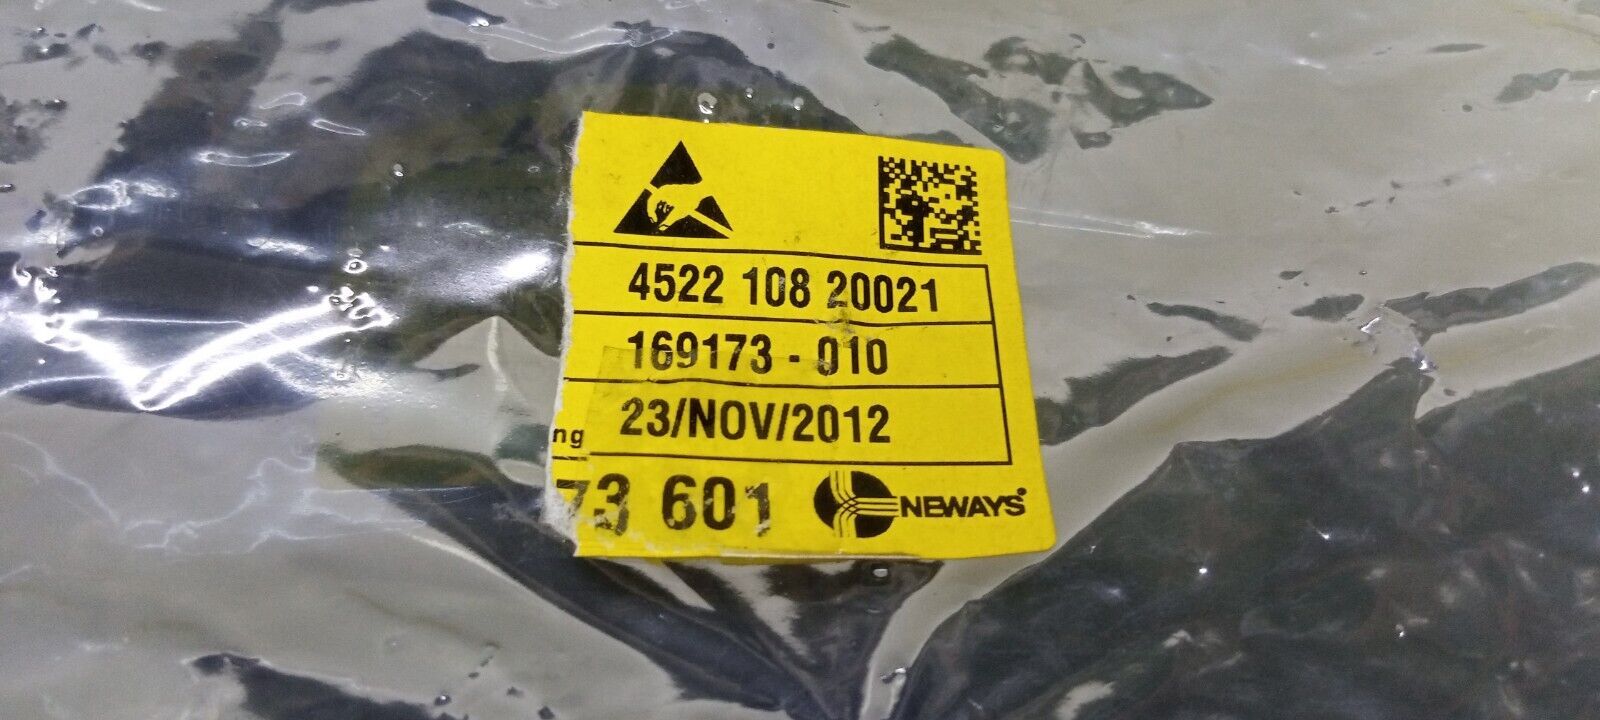 4522 108 20021
169173 - 010
23/NOV/2012
ng
73 601
NEWAYS